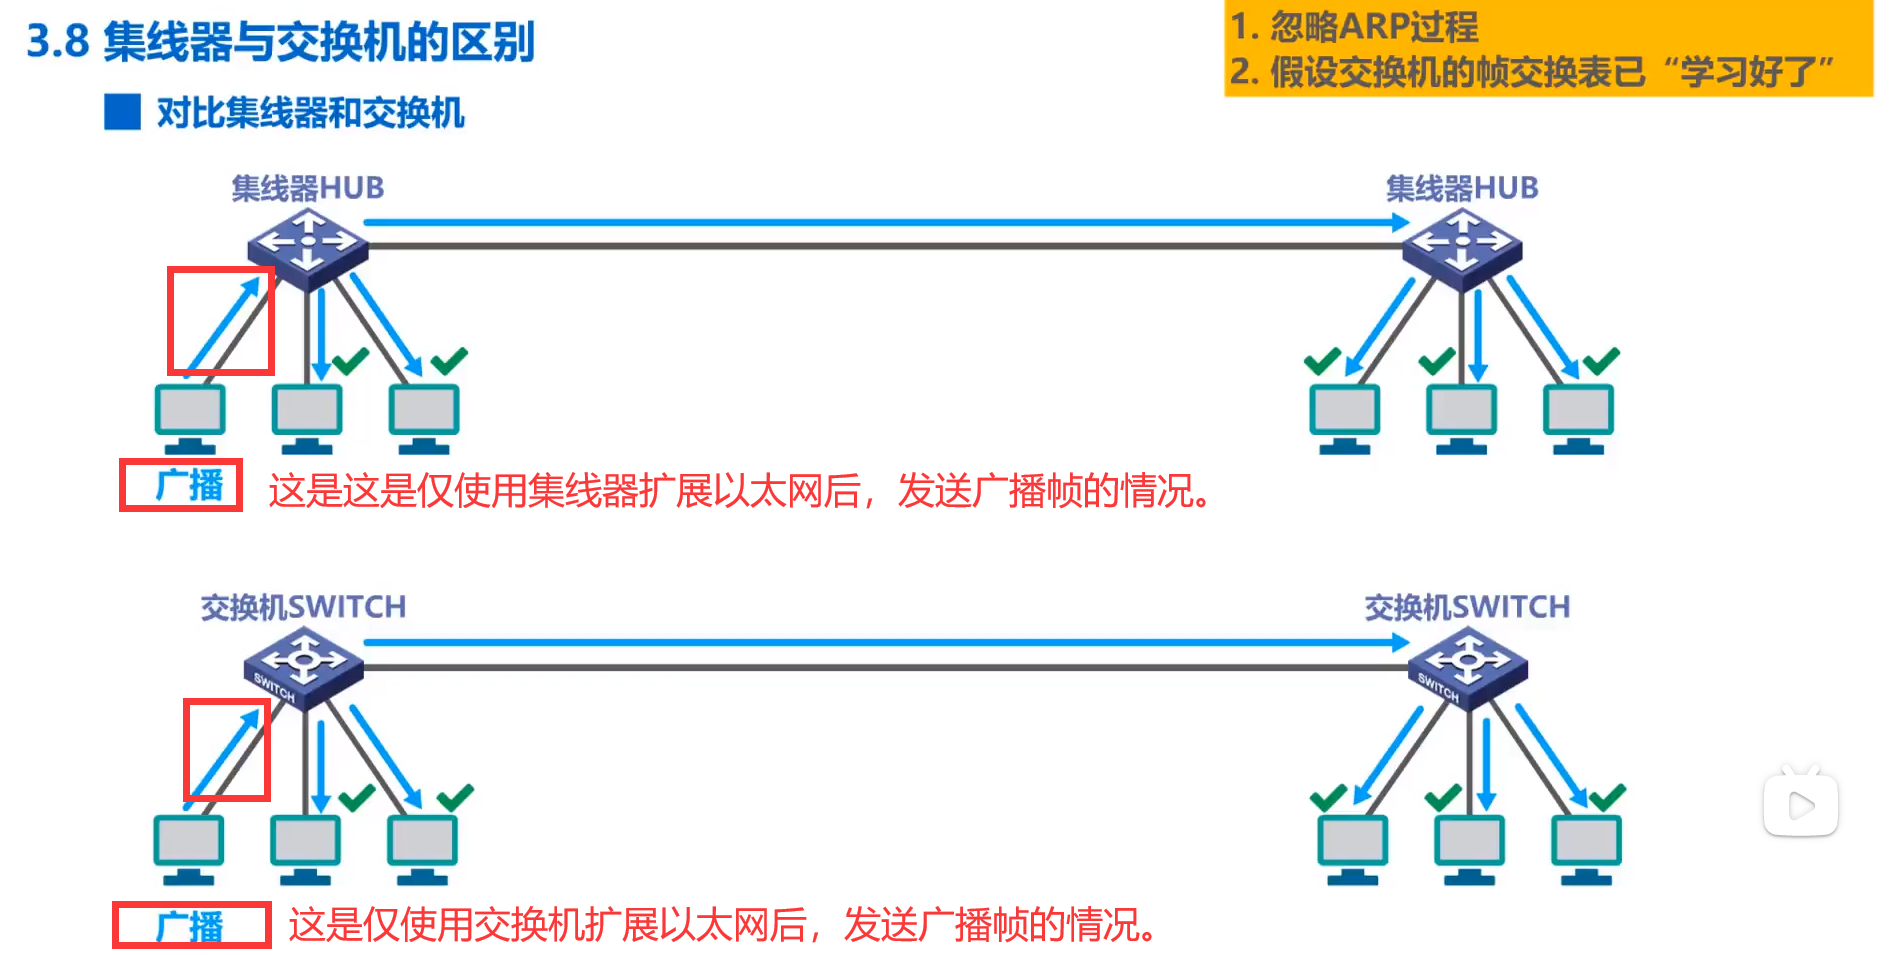 3.8 集线器与交换机的区别
1. 忽略ARP过程
2. 假设交换机的帧交换表已“学习好了”
对比集线器和交换机
集线器HUB
集线器HUB
广播
这是这是仅使用集线器扩展以太网后，发送广播帧的情况。
交换机SWITCH
交换机SWITCH
SWITCH
SWITCH
广播
这是仅使用交换机扩展以太网后，发送广播帧的情况。